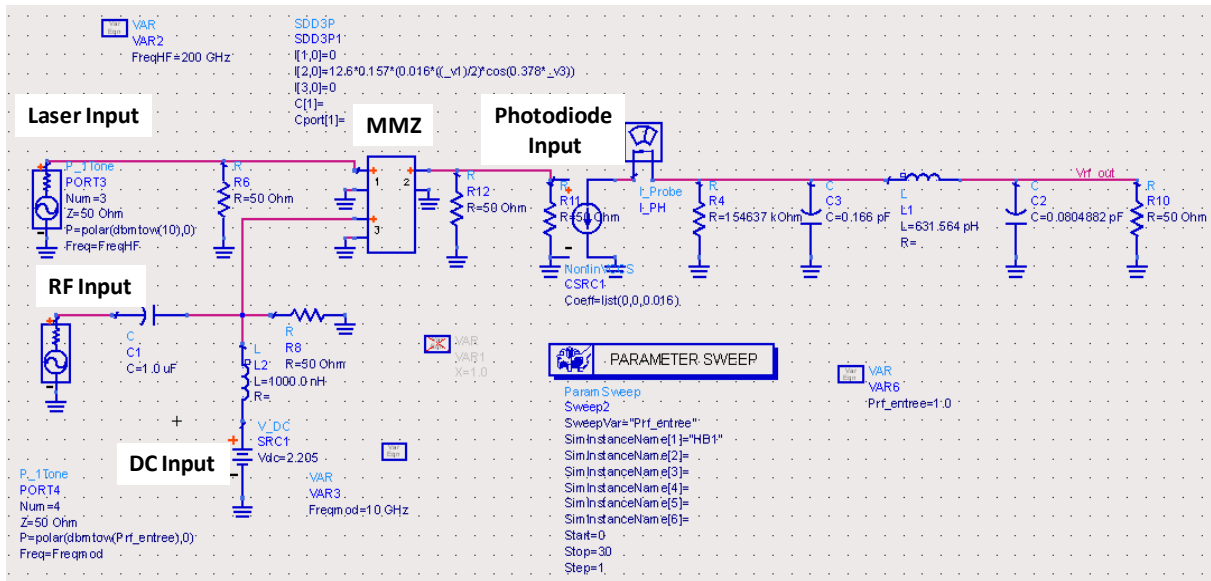 VAR
VAR2
FreqHF=200 GHz
SDD3P
SDD3P1
I[1,0]=0
I[2,0]=12.6*0.157*(0.016*((_v1)/2)*cos(0.378*_v3))
I[3,0]=0
C[1]=
Cport[1]=
Laser Input
MMZ
Photodiode
Input
P_1Tone
PORT3
Num=3
Z=50 Ohm
P=polar(dbmtow(10),0)
Freq=FreqHF
R
R6
R=50 Ohm
1
2
3
R
R12
R=50 Ohm
R
R11
R=50 Ohm
NonlinVCCS
CSRC1
Coeff=list(0,0,0.016)
I_Probe
I_PH
R
R4
R=154637 kOhm
C
C3
C=0.166 pF
L
L1
L=631.564 pH
R=
Vrf_out
C
C2
C=0.0804882 pF
R
R10
R=50 Ohm
RF Input
C
C1
C=1.0 uF
R
R8
R=50 Ohm
L
L2
L=1000.0 nH
R=
V_DC
SRC1
Vdc=2.205
DC Input
P_1Tone
PORT4
Num=4
Z=50 Ohm
P=polar(dbmtow(Prf_entree),0)
Freq=Freqmod
Var
Eqn
VAR
VAR3
Freqmod=10 GHz
VAR
VAR1
X=1.0
PARAMETER SWEEP
ParamSweep
Sweep2
SweepVar="Prf_entree"
SimInstanceName[1]="HB1"
SimInstanceName[2]=
SimInstanceName[3]=
SimInstanceName[4]=
SimInstanceName[5]=
SimInstanceName[6]=
Start=0
Stop=30
Step=1
Var
Eqn
VAR
VAR6
Prf_entree=1.0